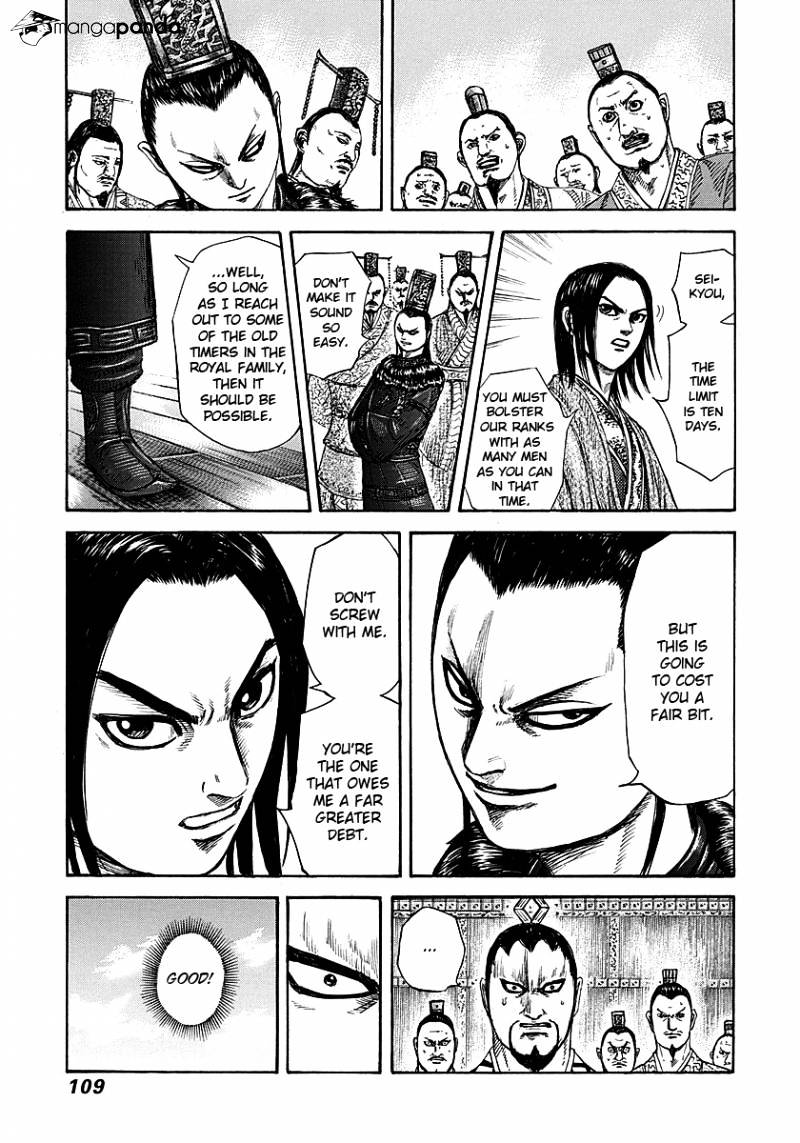 mangapanda
SEI-
KYOU,
THE
TIME
LIMIT
IS TEN
DAYS.
YOU MUST
BOLSTER
OUR RANKS
WITH AS
MANY MEN
AS YOU CAN
IN THAT
TIME.
DON'T
MAKE IT
SOUND
SO
EASY.
...WELL,
SO LONG
AS I REACH
OUT TO SOME
OF THE OLD
TIMERS IN THE
ROYAL FAMILY,
THEN IT
SHOULD BE
POSSIBLE.
BUT
THIS IS
GOING
TO COST
YOU A
FAIR BIT.
DON'T
SCREW
WITH ME.
YOU'RE
THE ONE
THAT OWES
ME A FAR
GREATER
DEBT.
...
GOOD!
109